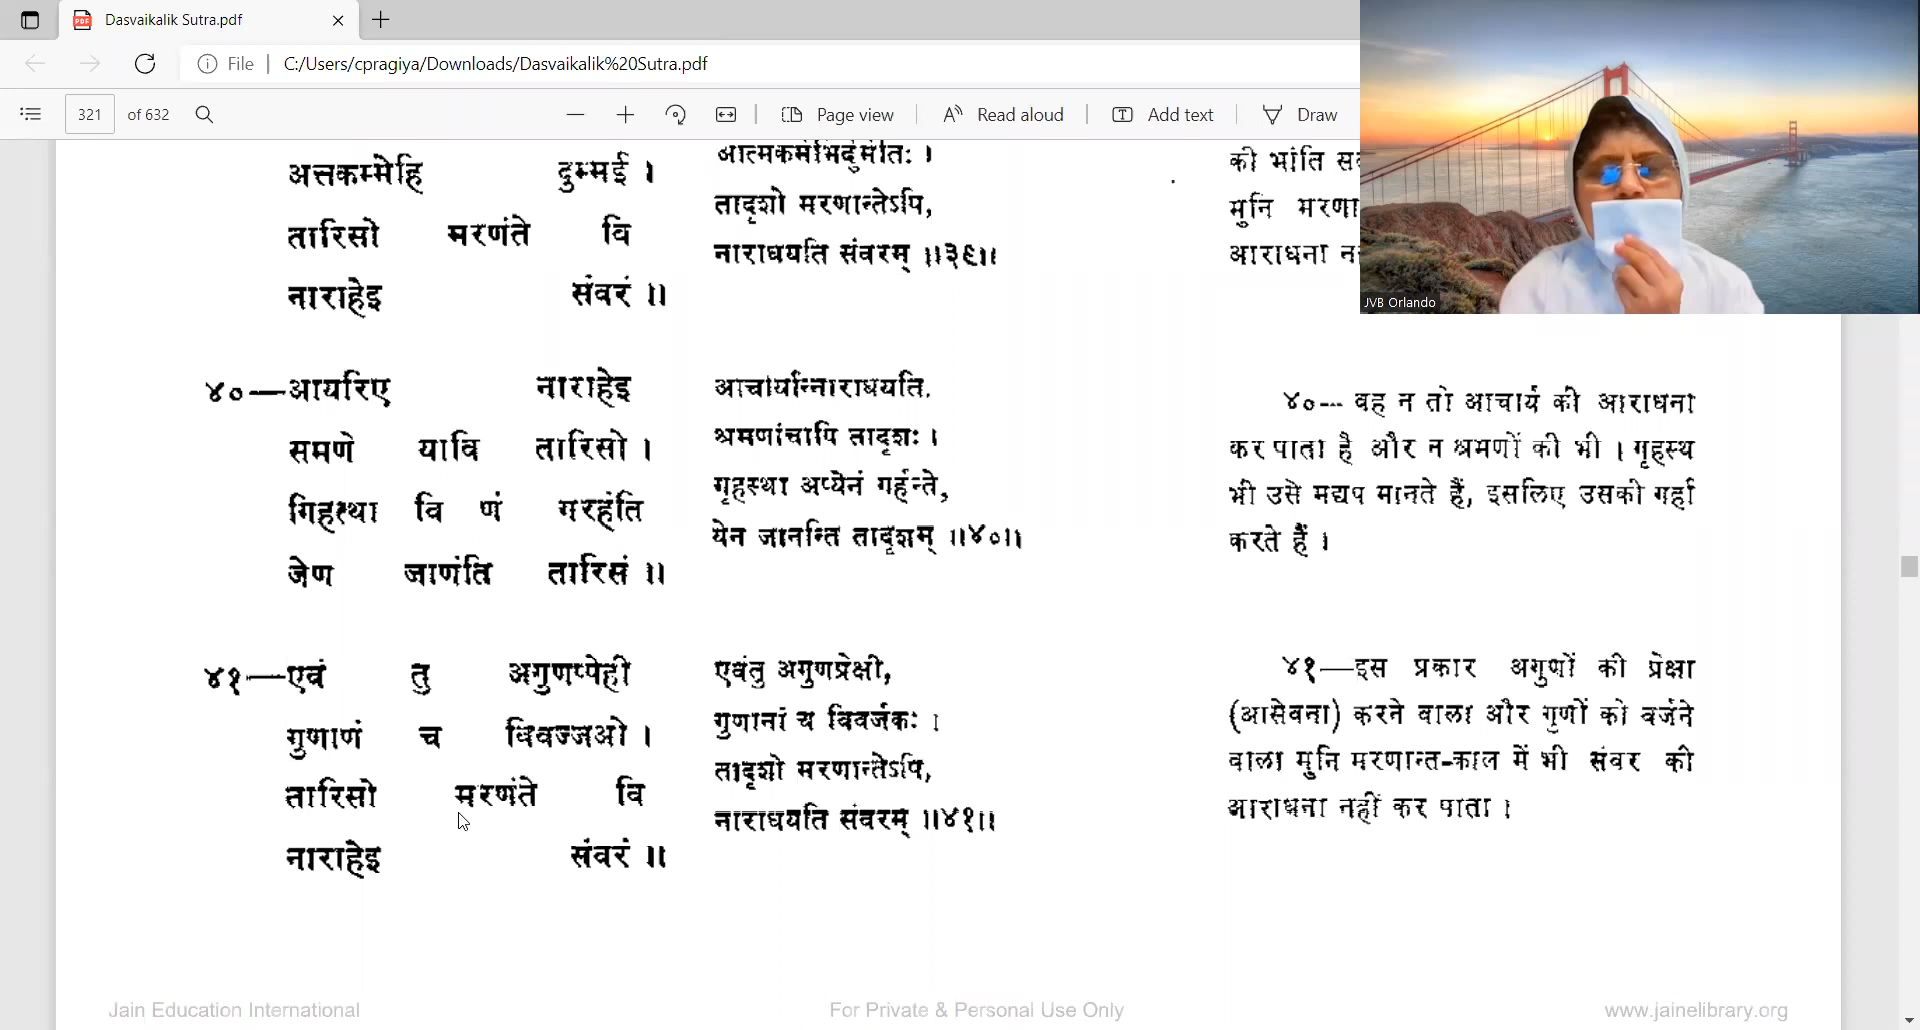 Dasvaikalik Sutra.pdf
File | C:/Users/cpragiya/Downloads/Dasvaikalik%20Sutra.pdf
321 of 632 Page view Read aloud Add text Draw
JVB Orlando
अत्तकम्मेहि दुम्मई ।
तारिसो मरणंते वि
नाराहेइ संवरं ॥
आत्मकर्मभिर्दुर्मतिः ।
तादृशो मरणान्तेऽपि,
नाराधयति संवरम् ॥३९॥
की भांति
मुनि
आराधना
४०—आयरिए नाराहेइ
समणे यावि तारिसो ।
गिहत्था वि णं गरहंति
जेण जाणंति तारिसं ॥
आचार्यान्नाराधयति,
श्रमणांचापि तादृशः ।
गृहस्था अप्येनं गर्हन्ते,
येन जानन्ति तादृशम् ॥४०॥
४०— वह न तो आचार्य की आराधना
कर पाता है और न श्रमणों की भी । गृहस्थ
भी उसे मद्यप मानते हैं, इसलिए उसकी गर्हा
करते हैं ।
४१—एवं तु अगुणप्पेही
गुणाणं च विवज्जओ ।
तारिसो मरणंते वि
नाराहेइ संवरं ॥
एवंतु अगुणप्रेक्षी,
गुणानां च विवर्जकः ।
तादृशो मरणान्तेऽपि,
नाराधयति संवरम् ॥४१॥
४१—इस प्रकार अगुणों की प्रेक्षा
(आसेवना) करने वाला और गुणों को वर्जने
वाला मुनि मरणान्त-काल में भी संवर की
आराधना नहीं कर पाता ।
Jain Education International For Private & Personal Use Only www.jainelibrary.org